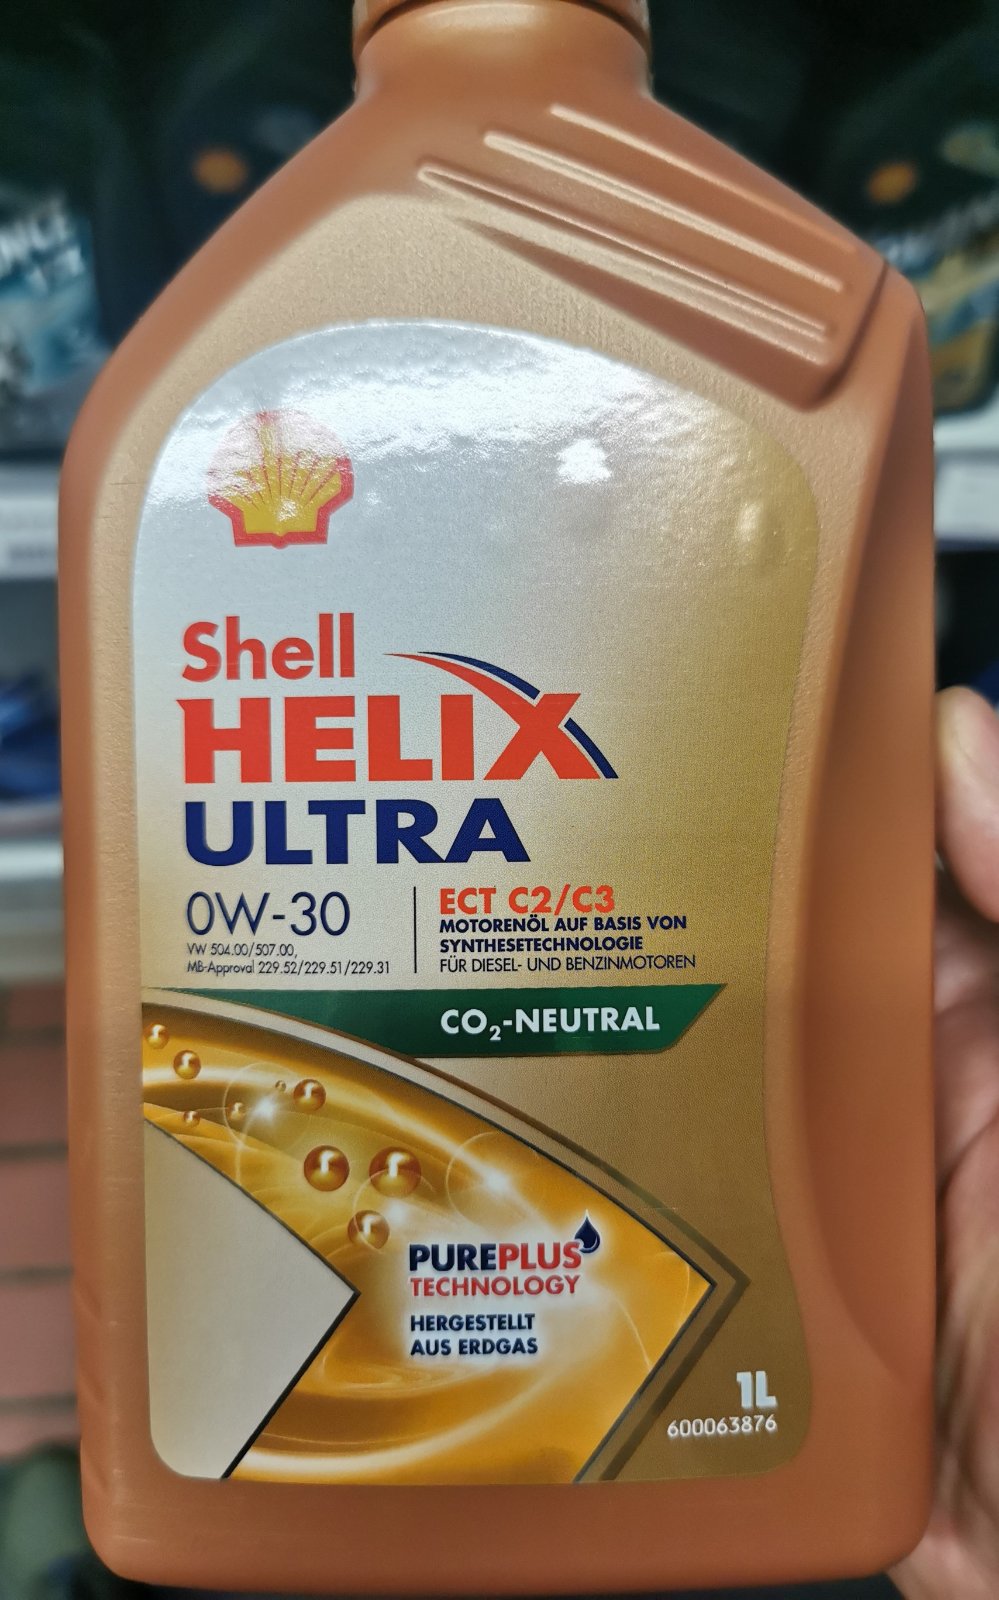 Shell
HELIX
ULTRA
0W-30
VW 504.00/507.00,
MB-Approval 229.52/229.51/229.31
ECT C2/C3
MOTORENÖL AUF BASIS VON
SYNTHESETECHNOLOGIE
FÜR DIESEL- UND BENZINMOTOREN
CO₂-NEUTRAL
PUREPLUS
TECHNOLOGY
HERGESTELLT
AUS ERDGAS
1L
600063876